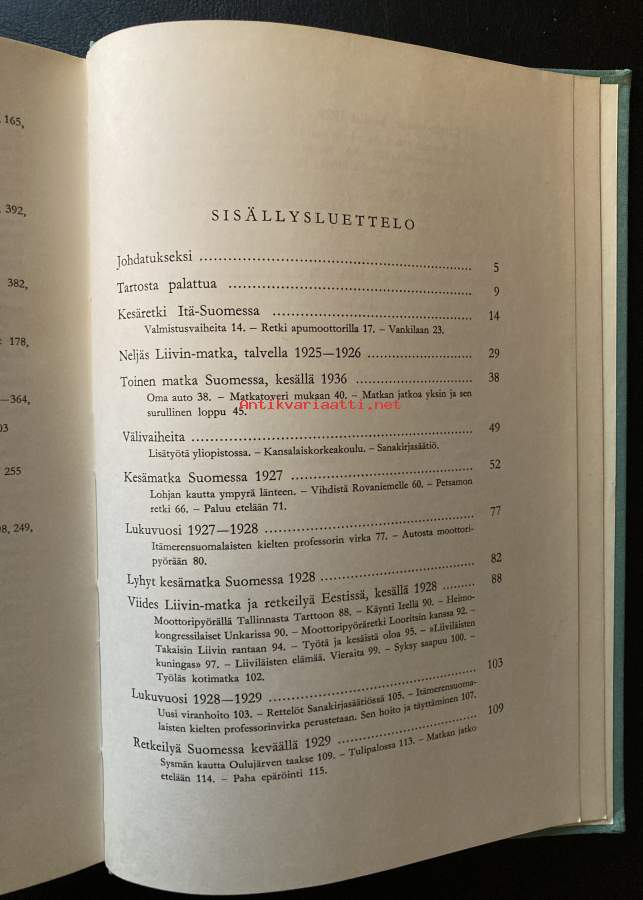 165,
392,
382,
178,
—364,
03
255
8, 249,
SISÄLLYSLUETTELO
Johdatukseksi 5
Tartosta palattua 9
Kesäretki Itä-Suomessa 14
Valmistusvaiheita 14. – Retki apumoottorilla 17. – Vankilaan 23.
Neljäs Liivin-matka, talvella 1925—1926 29
Toinen matka Suomessa, kesällä 1936 38
Oma auto 38. – Matkatoveri mukaan 40. – Matkan jatkoa yksin ja sen
surullinen loppu 45.
Antikvariaatti.net
Välivaiheita 49
Lisätyötä yliopistossa. – Kansalaiskorkeakoulu. – Sanakirjasäätiö.
Kesämatka Suomessa 1927 52
Lohjan kautta ympyrä länteen. – Vihdistä Rovaniemelle 60. – Petsamon
retki 66. – Paluu etelään 71.
Lukuvuosi 1927—1928 77
Itämerensuomalaisten kielten professorin virka 77. – Autosta moottori-
pyörään 80.
Lyhyt kesämatka Suomessa 1928 82
Viides Liivin-matka ja retkeilyä Eestissä, kesällä 1928 88
Moottoripyörällä Tallinnasta Tarttoon 88. – Käynti Irellä 90. – Heimo-
kongressilaiset Unkarissa 90. – Moottoripyöräretki Looritsin kanssa 92. –
Takaisin Liivin rantaan 94. – Työtä ja kesäistä oloa 95. – »Liiviläisten
kuningas» 97. – Liiviläisten elämää. Vieraita 99. – Syksy saapuu 100. –
Työläs kotimatka 102.
Lukuvuosi 1928—1929 103
Uusi viranhoito 103. – Rettelöt Sanakirjasäätiössä 105. – Itämerensuoma-
laisten kielten professorinvirka perustetaan. Sen hoito ja täyttäminen 107.
Retkeilyä Suomessa keväällä 1929 109
Sysmän kautta Oulujärven taakse 109. – Tulipalossa 113. – Matkan jatko
etelään 114. – Paha epäröinti 115.